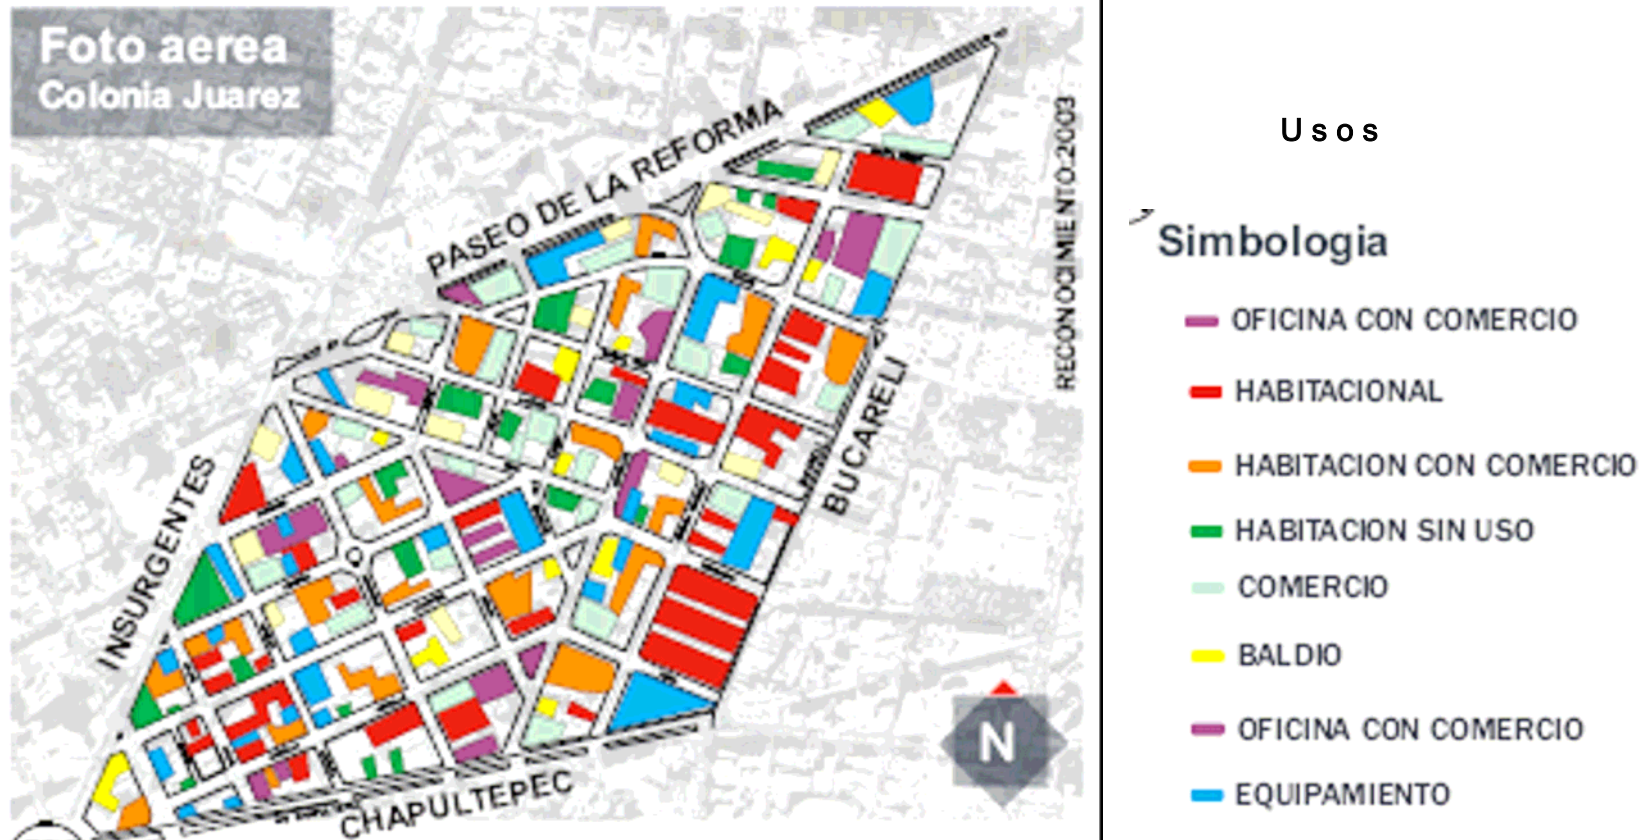 Foto aerea
Colonia Juarez
PASEO DE LA REFORMA
RECONOCIMIENTO:2003
INSURGENTES
BUCARELI
CHAPULTEPEC
N
Usos
Simbologia
OFICINA CON COMERCIO
HABITACIONAL
HABITACION CON COMERCIO
HABITACION SIN USO
COMERCIO
BALDIO
OFICINA CON COMERCIO
EQUIPAMIENTO